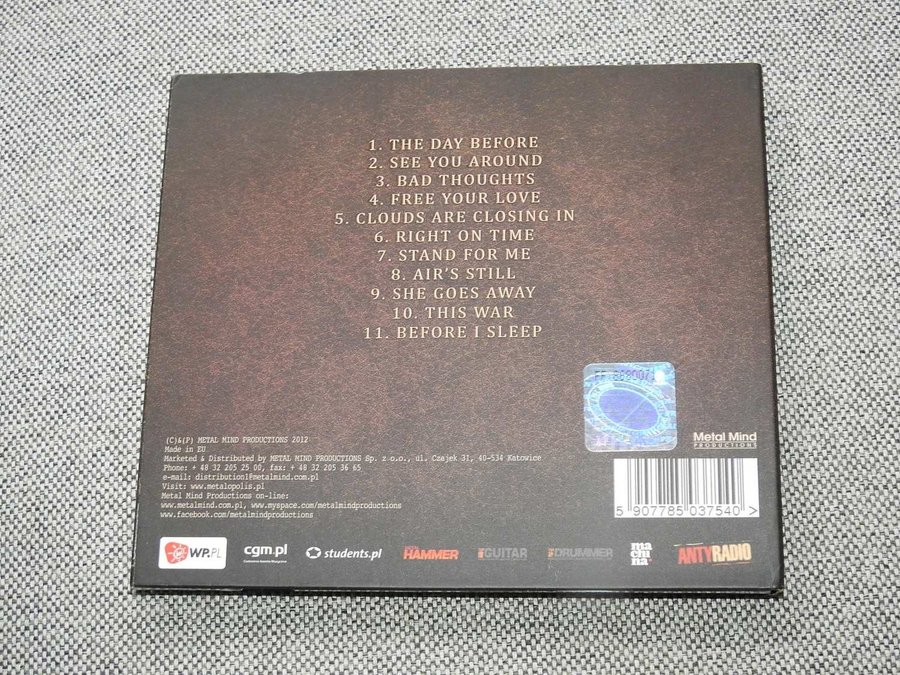 1. THE DAY BEFORE
2. SEE YOU AROUND
3. BAD THOUGHTS
4. FREE YOUR LOVE
5. CLOUDS ARE CLOSING IN
6. RIGHT ON TIME
7. STAND FOR ME
8. AIR'S STILL
9. SHE GOES AWAY
10. THIS WAR
11. BEFORE I SLEEP
(C)&(P) METAL MIND PRODUCTIONS 2012
Made in EU
Marketed & Distributed by METAL MIND PRODUCTIONS Sp. z o.o., ul. Czajek 31, 40-534 Katowice
Phone: + 48 32 205 25 00, fax: + 48 32 205 36 65
e-mail: distribution1@metalmind.com.pl
Visit: www.metalopolis.pl
Metal Mind Productions on-line:
www.metalmind.com.pl, www.myspace.com/metalmindproductions
www.facebook.com/metalmindproductions
Metal Mind
PRODUCTIONS
5 907785 037540 >
WP.PL
cgm.pl
students.pl
HAMMER
GUITAR
DRUMMER
ma
chi
na
ANTYRADIO